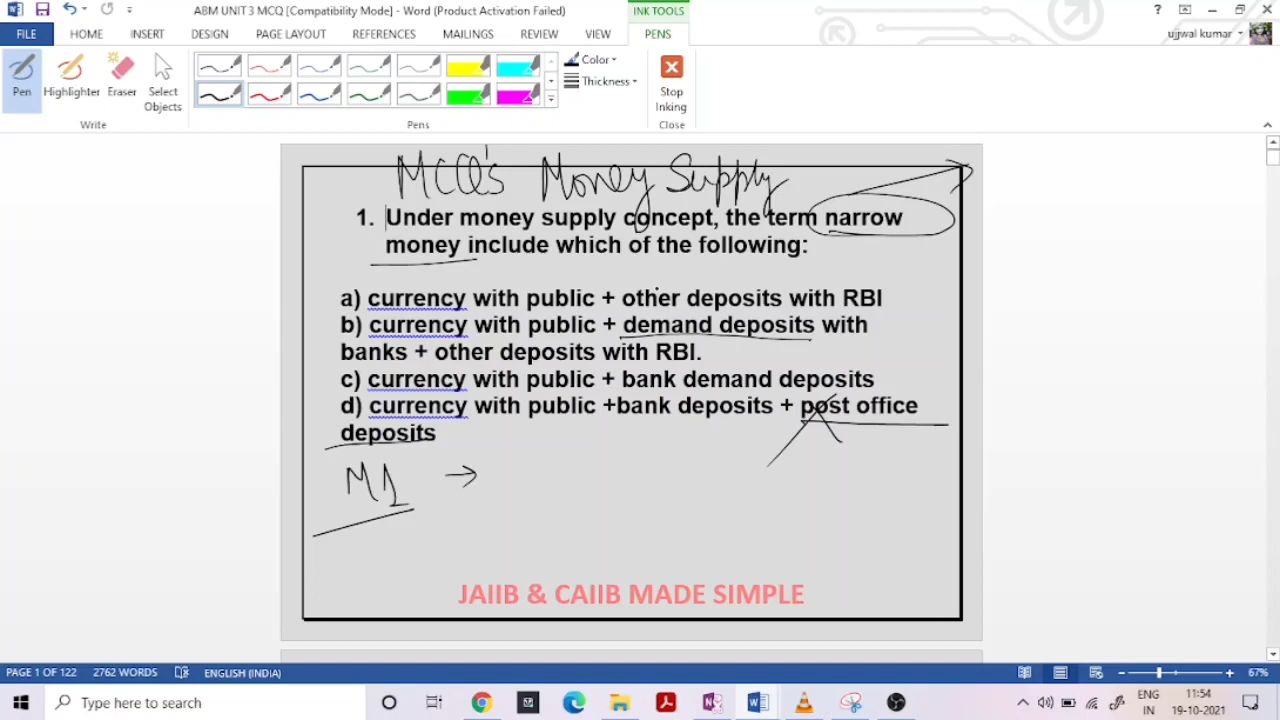 ABM UNIT 3 MCQ [Compatibility Mode] - Word (Product Activation Failed)
INK TOOLS
?
FILE HOME INSERT DESIGN PAGE LAYOUT REFERENCES MAILINGS REVIEW VIEW PENS
ujjwal kumar
Pen Highlighter Eraser Select Objects
Color
Thickness
Stop Inking
Write Pens Close
MCQ's Money Supply
1. Under money supply concept, the term narrow
money include which of the following:
a) currency with public + other deposits with RBI
b) currency with public + demand deposits with
banks + other deposits with RBI.
c) currency with public + bank demand deposits
d) currency with public +bank deposits + post office
deposits
M1 →
JAIIB & CAIIB MADE SIMPLE
PAGE 1 OF 122 2762 WORDS ENGLISH (INDIA) 67%
Type here to search
ENG 11:54
IN 19-10-2021